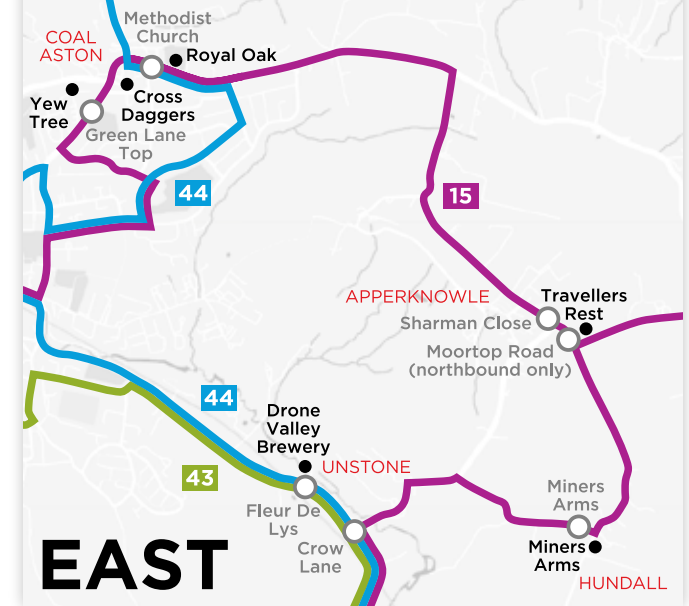 Methodist
Church
COAL
ASTON
Royal Oak
Yew
Tree
Cross
Daggers
Green Lane
Top
44
15
APPERKNOWLE
Travellers
Rest
Sharman Close
Moortop Road
(northbound only)
44
Drone
Valley
Brewery
43
UNSTONE
Fleur De
Lys
Crow
Lane
Miners
Arms
Miners
Arms
HUNDALL
EAST